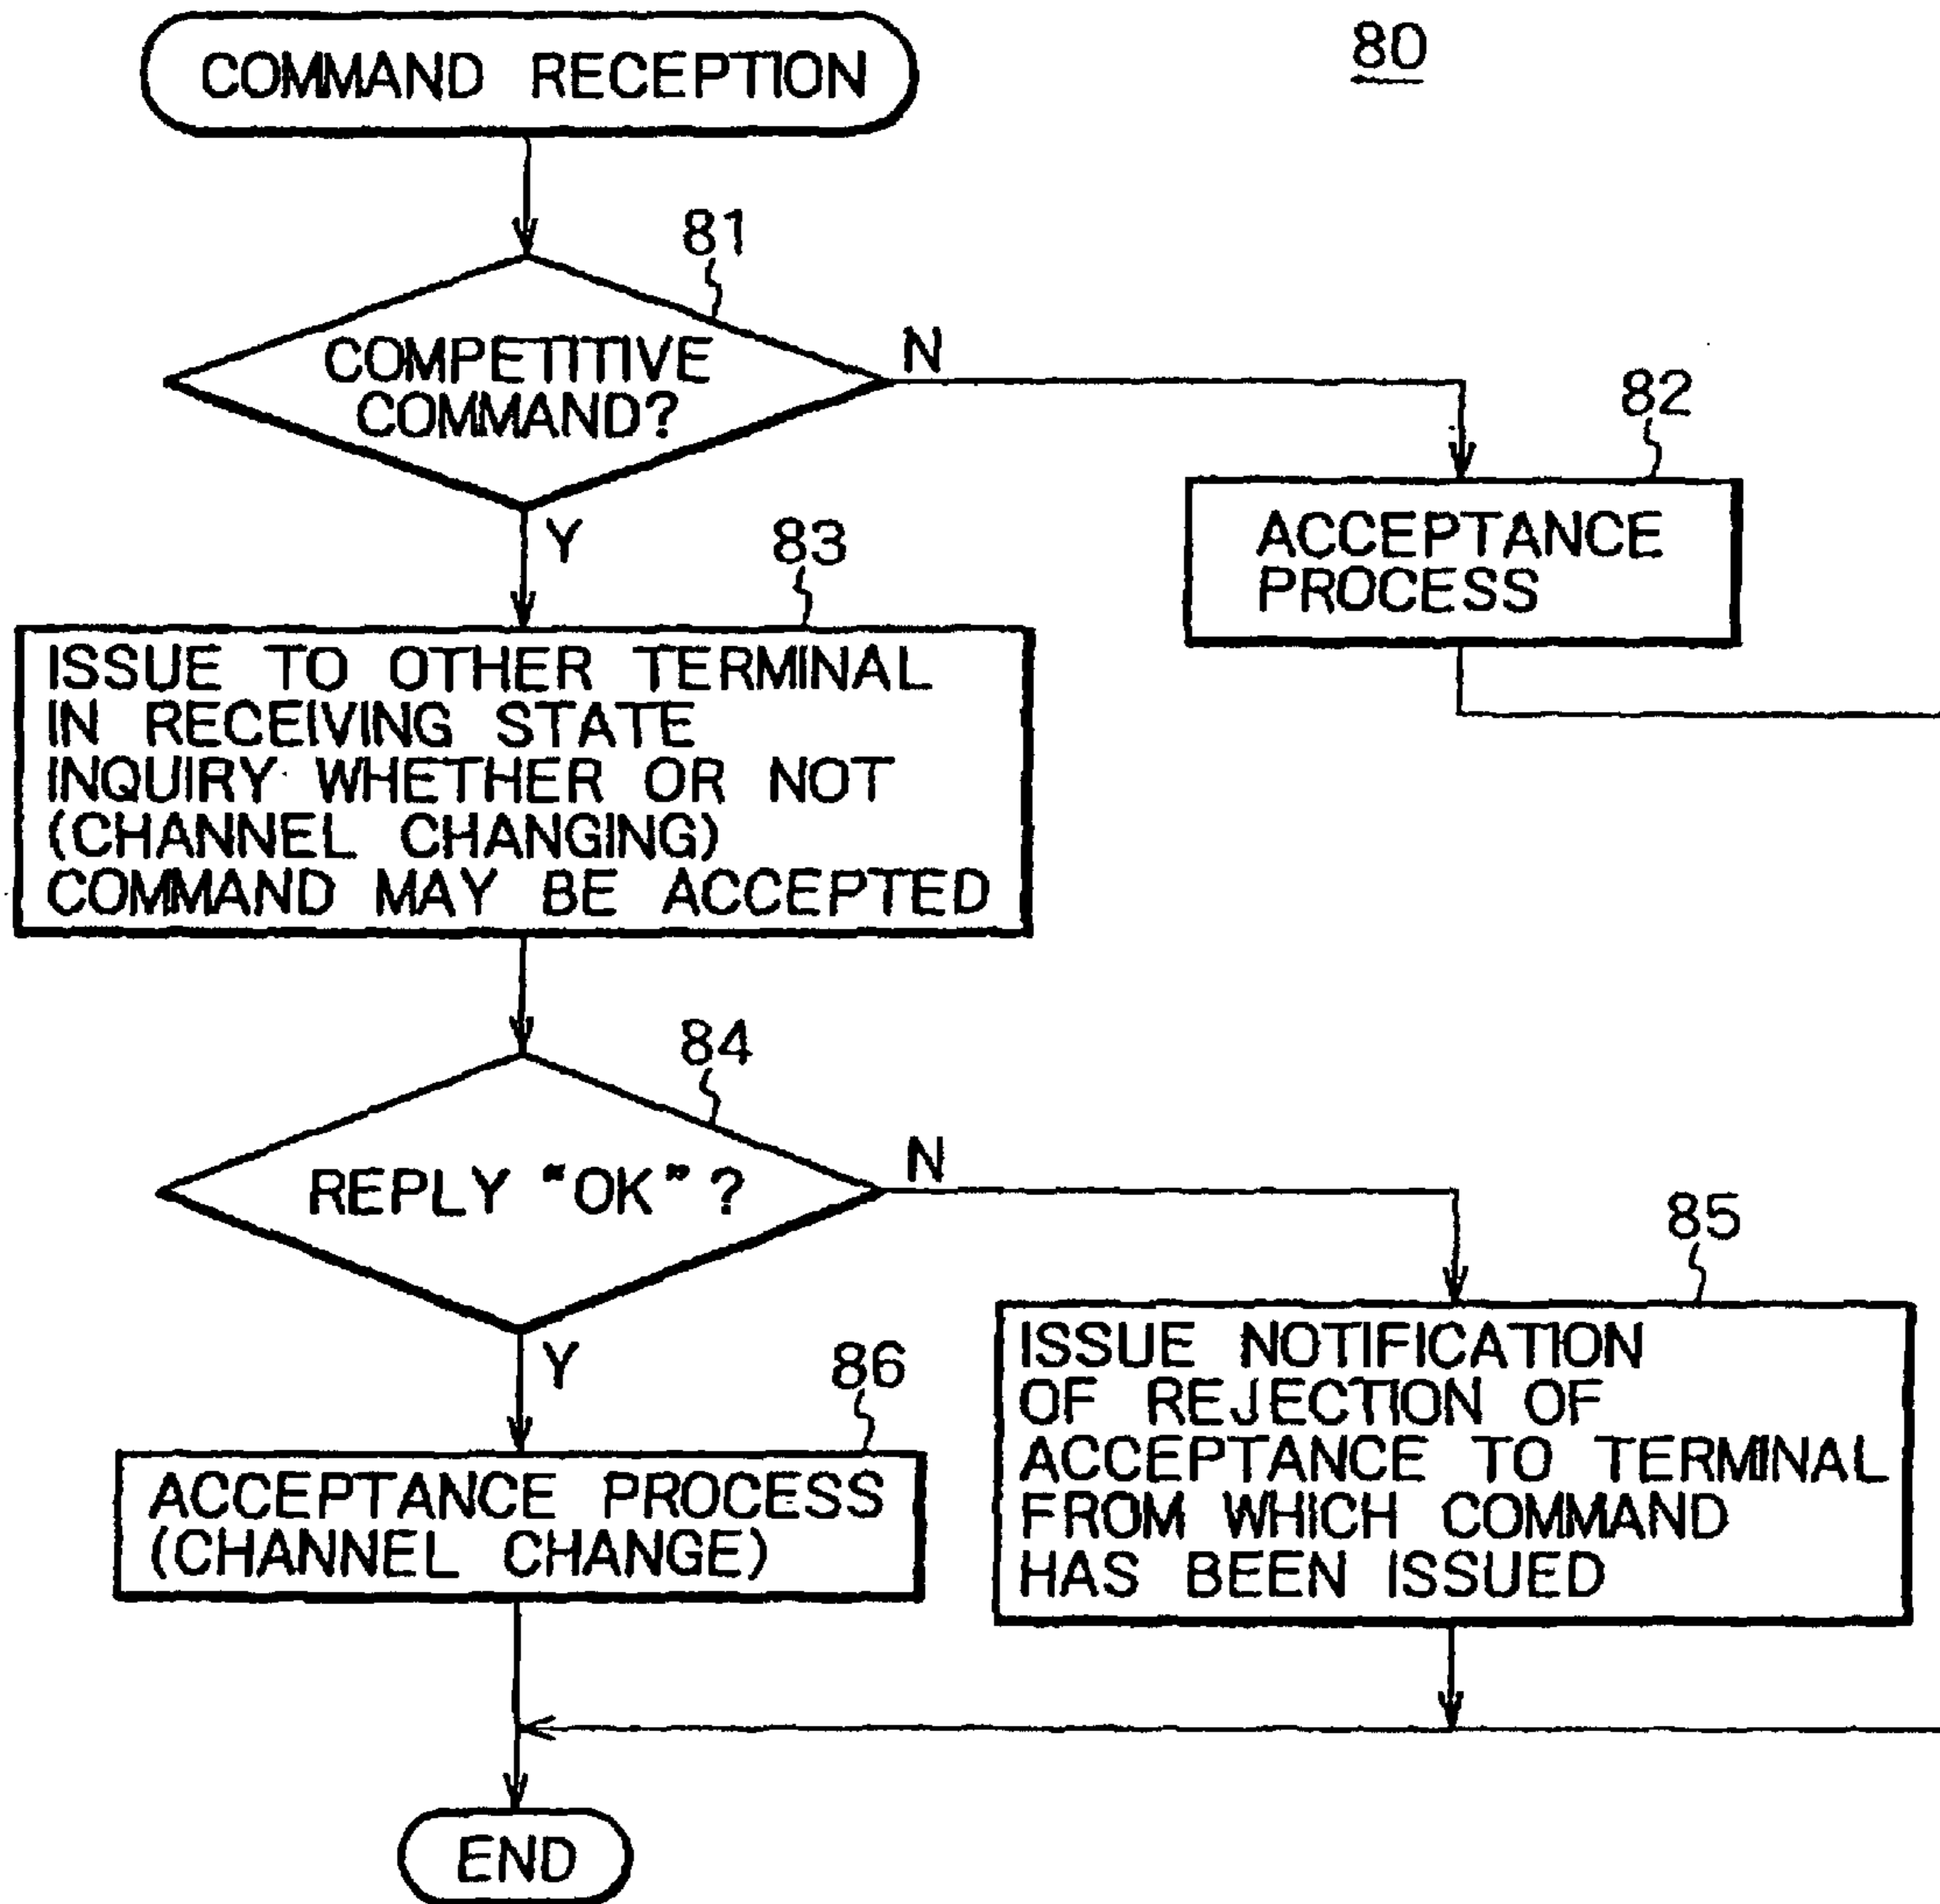 COMMAND RECEPTION
80
81
COMPETITIVE
COMMAND?
N
Y
82
ACCEPTANCE
PROCESS
83
ISSUE TO OTHER TERMINAL
IN RECEIVING STATE
INQUIRY WHETHER OR NOT
(CHANNEL CHANGING)
COMMAND MAY BE ACCEPTED
84
REPLY "OK"?
N
Y
85
ISSUE NOTIFICATION
OF REJECTION OF
ACCEPTANCE TO TERMINAL
FROM WHICH COMMAND
HAS BEEN ISSUED
86
ACCEPTANCE PROCESS
(CHANNEL CHANGE)
END